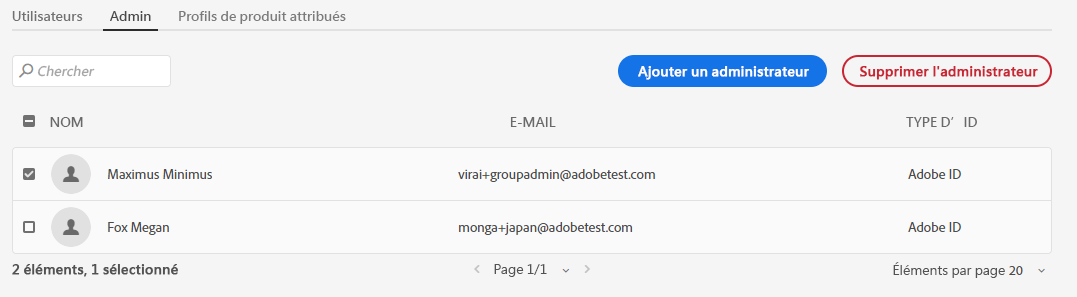 Utilisateurs Admin Profils de produit attribués
Chercher Ajouter un administrateur Supprimer l'administrateur
NOM E-MAIL TYPE D' ID
Maximus Minimus virai+groupadmin@adobetest.com Adobe ID
Fox Megan monga+japan@adobetest.com Adobe ID
2 éléments, 1 sélectionné Page 1/1 Éléments par page 20